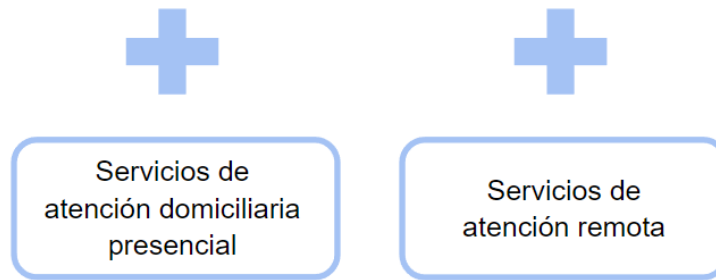 Servicios de
atención domiciliaria
presencial
Servicios de
atención remota